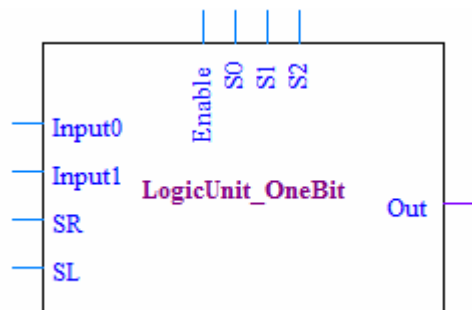 Enable
S0
S1
S2
Input0
Input1
LogicUnit_OneBit
SR
Out
SL